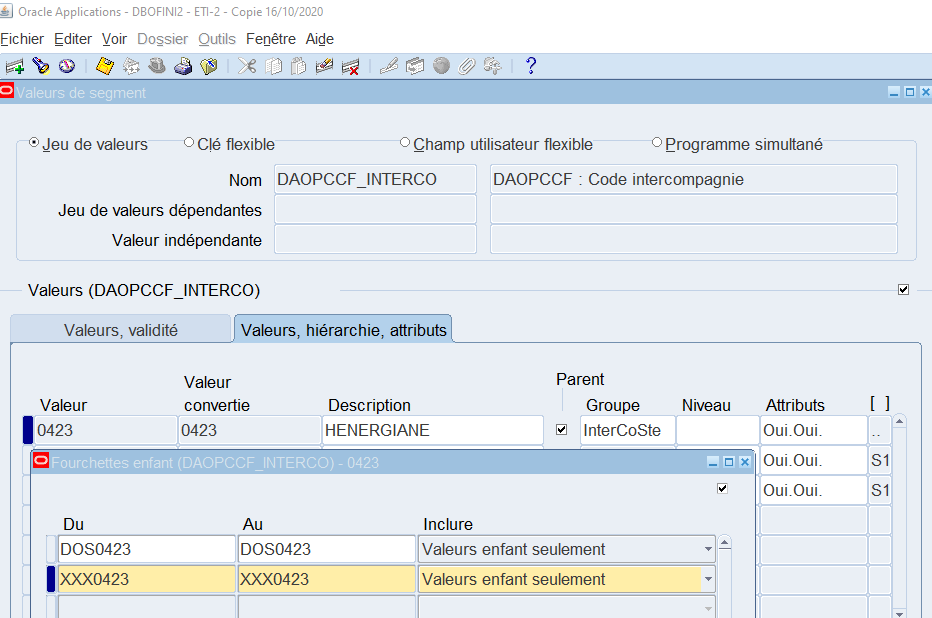 Oracle Applications - DBOFINI2 - ETI-2 - Copie 16/10/2020
Fichier Editer Voir Dossier Outils Fenêtre Aide
Valeurs de segment
Jeu de valeurs Clé flexible Champ utilisateur flexible Programme simultané
Nom DAOPCCF_INTERCO DAOPCCF : Code intercompagnie
Jeu de valeurs dépendantes
Valeur indépendante
Valeurs (DAOPCCF_INTERCO)
Valeurs, validité Valeurs, hiérarchie, attributs
Parent
Valeur Valeur convertie Description Groupe Niveau Attributs [ ]
0423 0423 HENERGIANE InterCoSte Oui.Oui. ..
Oui.Oui. S1
Oui.Oui. S1
Fourchettes enfant (DAOPCCF_INTERCO) - 0423
Du Au Inclure
DOS0423 DOS0423 Valeurs enfant seulement
XXX0423 XXX0423 Valeurs enfant seulement